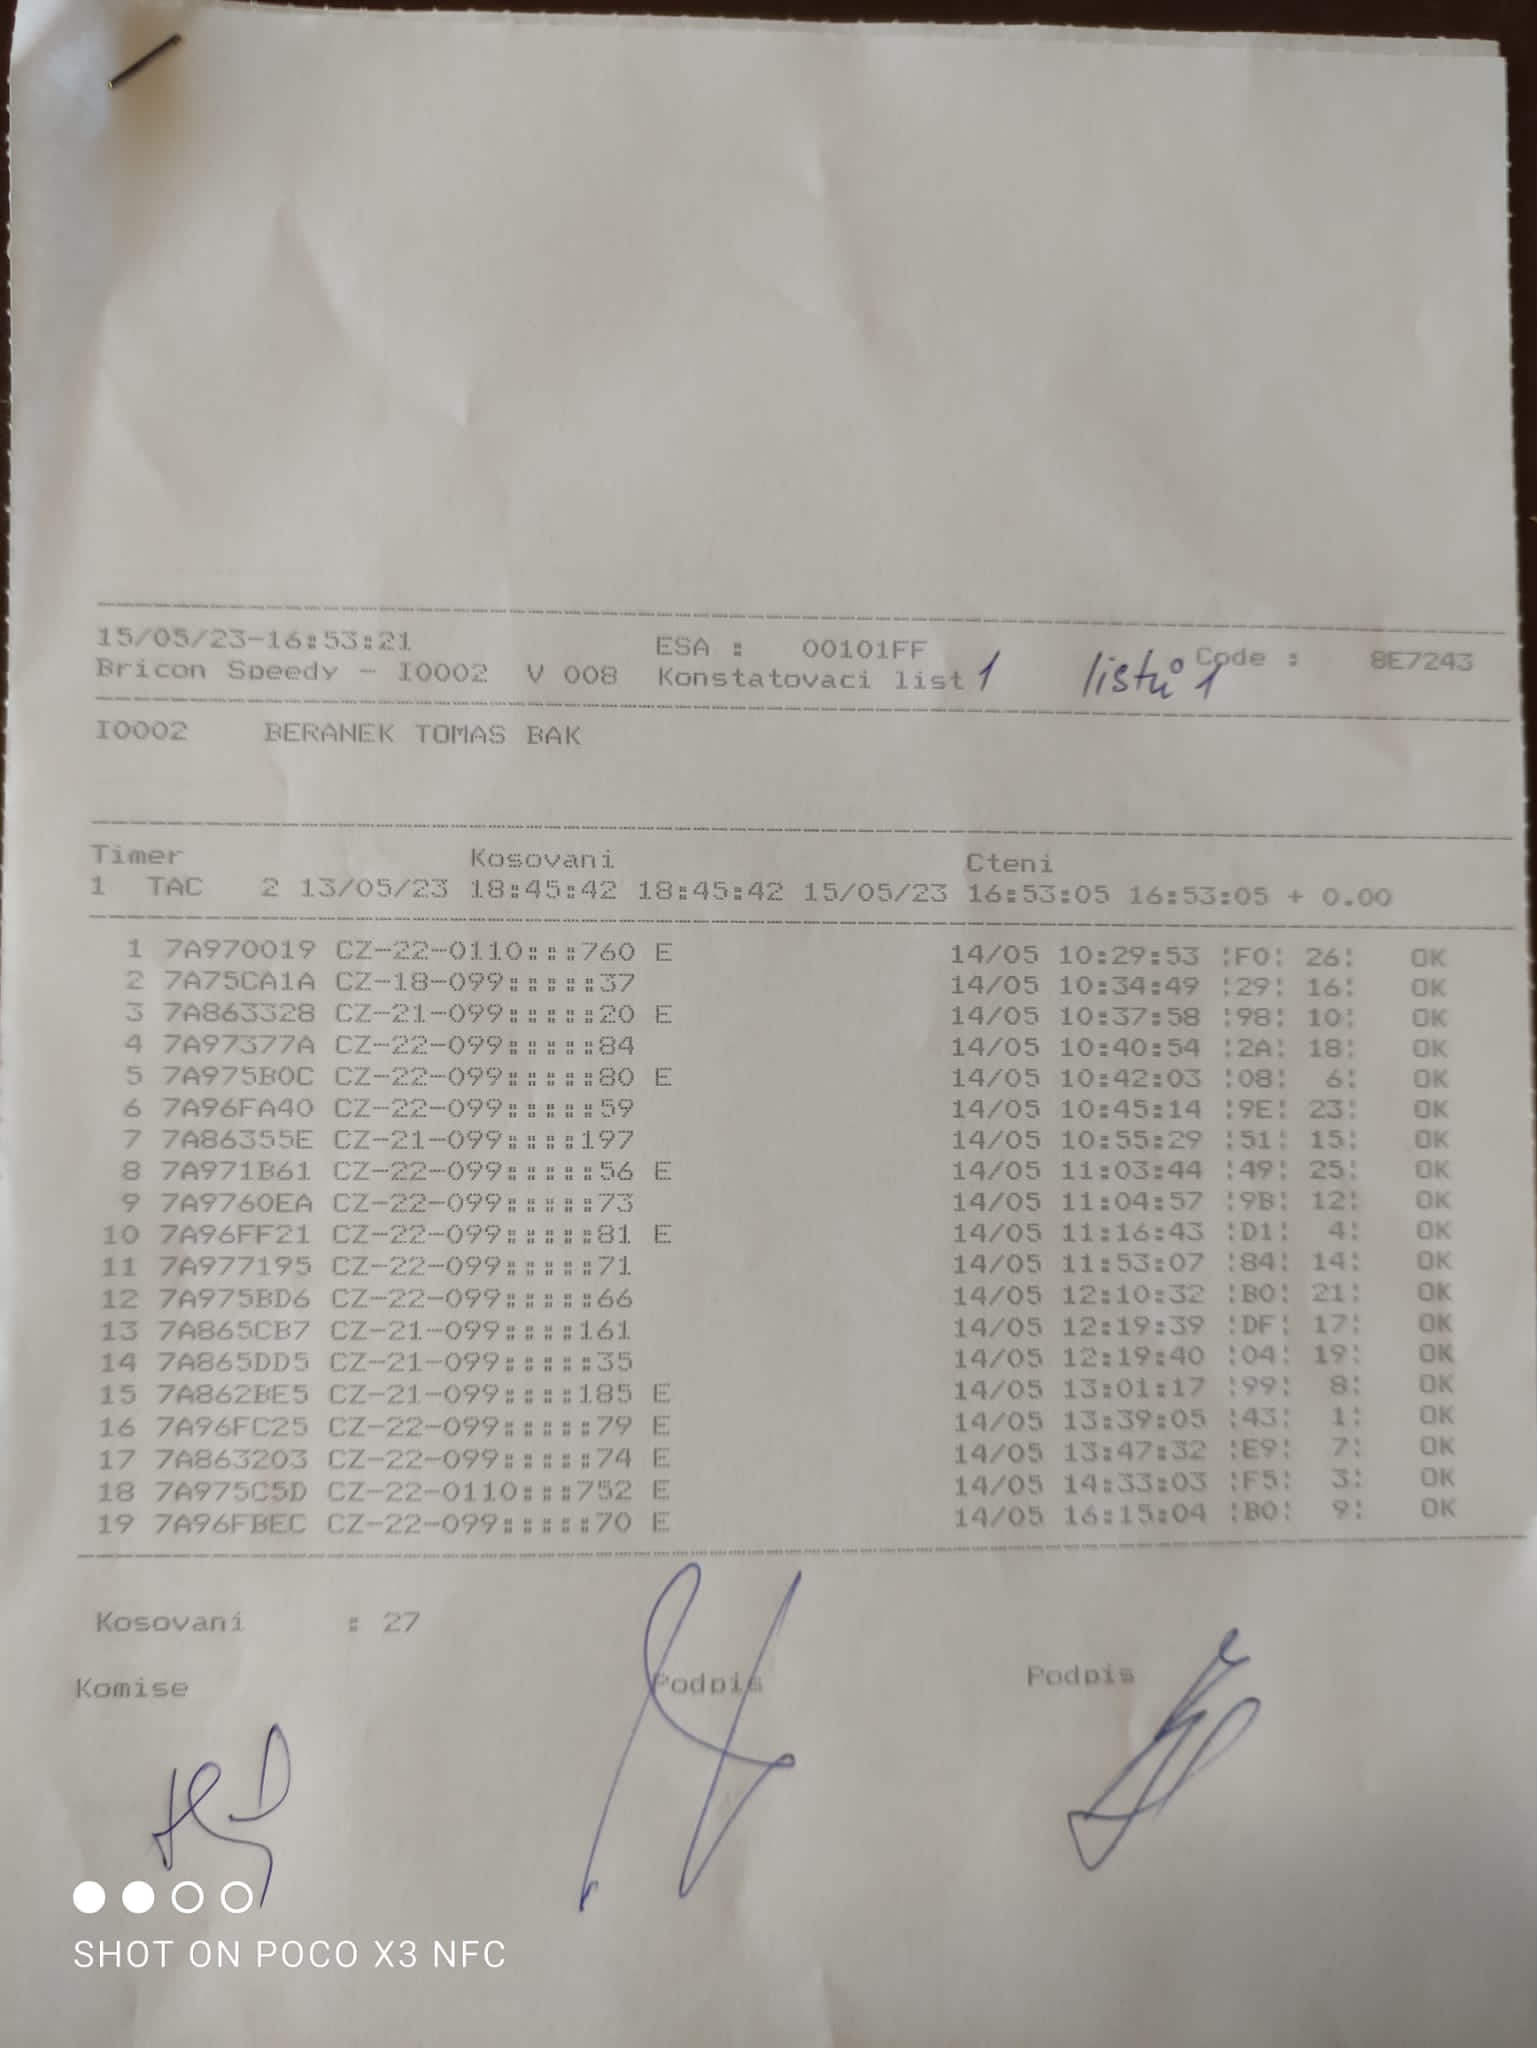 15/05/23-16:53:21 ESA : 00101FF Code : 8E7243
Bricon Speedy - I0002 V 008 Konstatovaci list 1 listů 1
I0002 BERANEK TOMAS BAK
Timer Kosovani Cteni
1 TAC 2 13/05/23 18:45:42 18:45:42 15/05/23 16:53:05 16:53:05 + 0.00
1 7A970019 CZ-22-0110::::760 E 14/05 10:29:53 :F0: 26: OK
2 7A75CA1A CZ-18-099:::::37 14/05 10:34:49 :29: 16: OK
3 7A863328 CZ-21-099:::::20 E 14/05 10:37:58 :98: 10: OK
4 7A97377A CZ-22-099:::::84 14/05 10:40:54 :2A: 18: OK
5 7A975B0C CZ-22-099:::::80 E 14/05 10:42:03 :08: 6: OK
6 7A96FA40 CZ-22-099:::::59 14/05 10:45:14 :9E: 23: OK
7 7A86355E CZ-21-099::::197 14/05 10:55:29 :51: 15: OK
8 7A971B61 CZ-22-099:::::56 E 14/05 11:03:44 :49: 25: OK
9 7A9760EA CZ-22-099:::::73 14/05 11:04:57 :9B: 12: OK
10 7A96FF21 CZ-22-099:::::81 E 14/05 11:16:43 :D1: 4: OK
11 7A977195 CZ-22-099:::::71 14/05 11:53:07 :84: 14: OK
12 7A975BD6 CZ-22-099:::::66 14/05 12:10:32 :B0: 21: OK
13 7A865CB7 CZ-21-099::::161 14/05 12:19:39 :DF: 17: OK
14 7A865DD5 CZ-21-099:::::35 14/05 12:19:40 :04: 19: OK
15 7A862BE5 CZ-21-099::::185 E 14/05 13:01:17 :99: 8: OK
16 7A96FC25 CZ-22-099:::::79 E 14/05 13:39:05 :43: 1: OK
17 7A863203 CZ-22-099:::::74 E 14/05 13:47:32 :E9: 7: OK
18 7A975C5D CZ-22-0110:::752 E 14/05 14:33:03 :F5: 3: OK
19 7A96FBEC CZ-22-099:::::70 E 14/05 16:15:04 :B0: 9: OK
Kosovani : 27
Komise Podpis Podpis
SHOT ON POCO X3 NFC